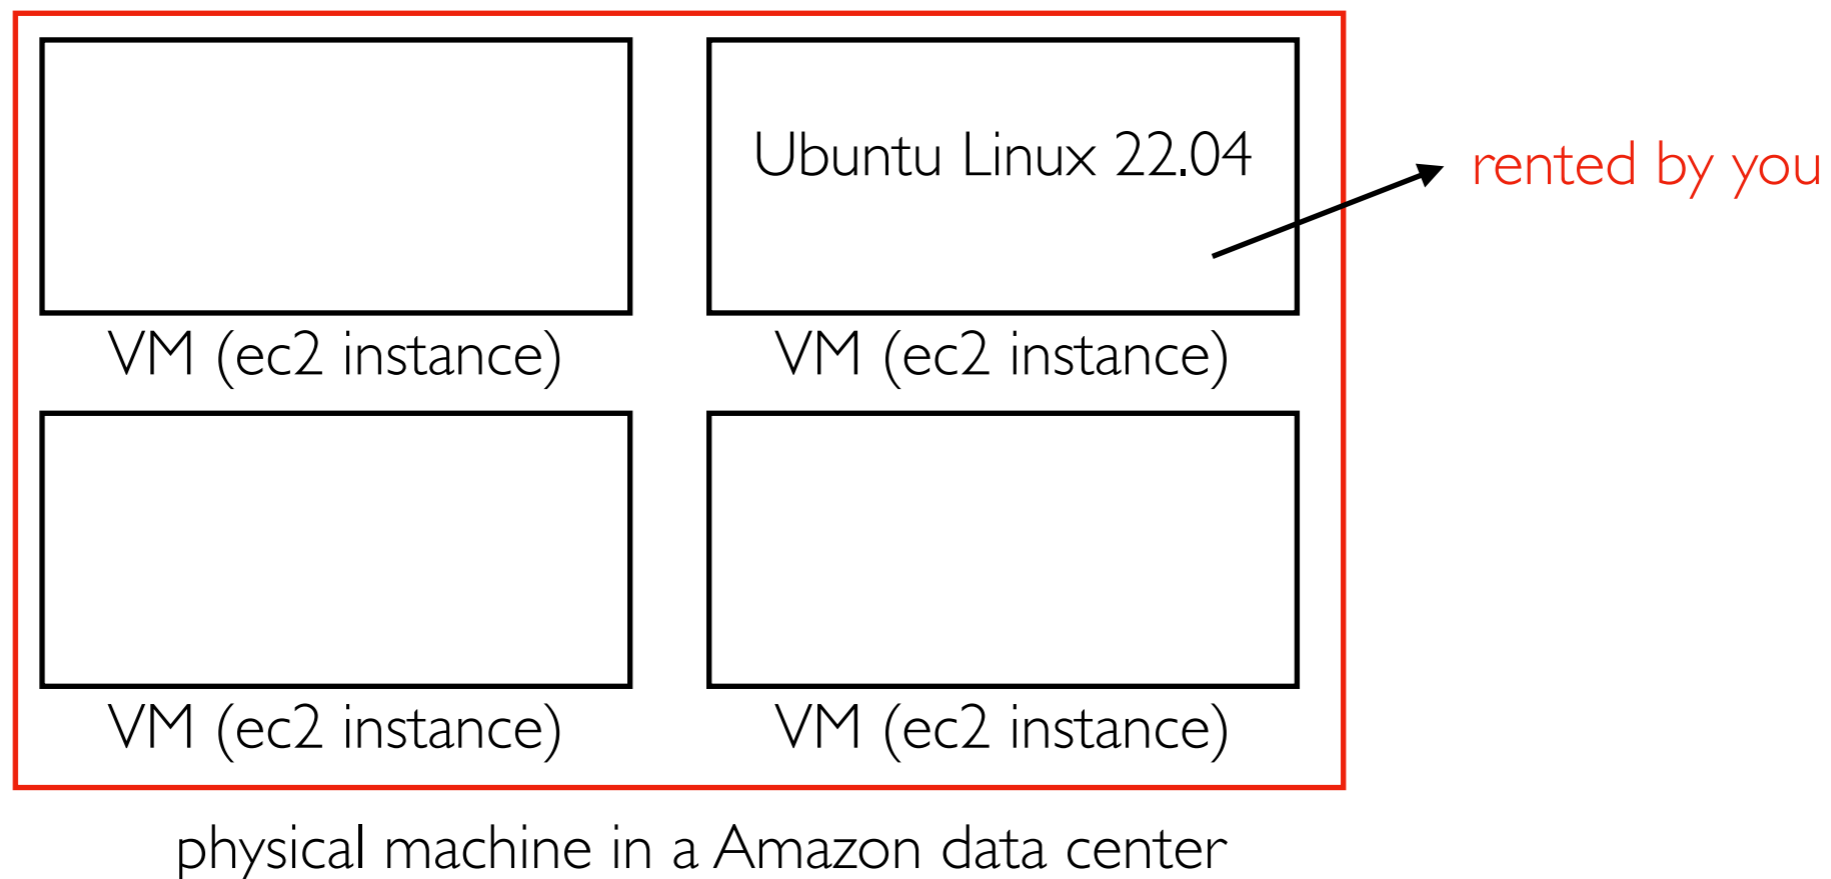 Ubuntu Linux 22.04
rented by you
VM (ec2 instance)
VM (ec2 instance)
VM (ec2 instance)
VM (ec2 instance)
physical machine in a Amazon data center